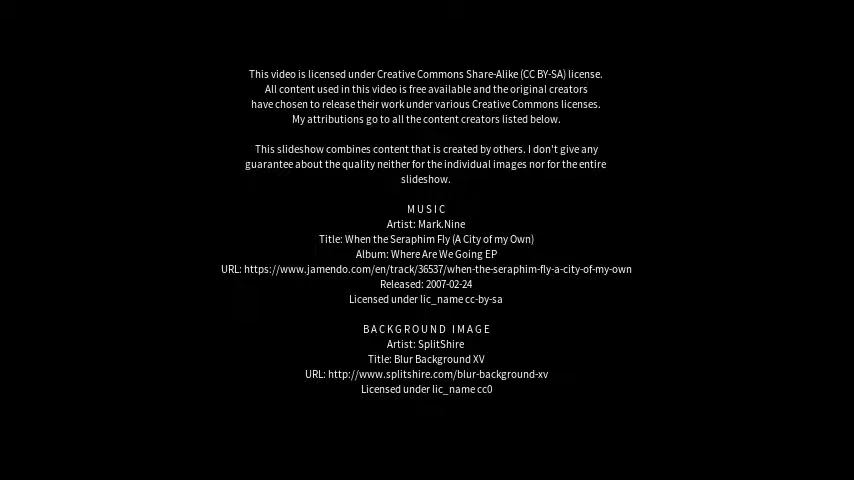 This video is licensed under Creative Commons Share-Alike (CC BY-SA) license.
All content used in this video is free available and the original creators
have chosen to release their work under various Creative Commons licenses.
My attributions go to all the content creators listed below.
This slideshow combines content that is created by others. I don't give any
guarantee about the quality neither for the individual images nor for the entire
slideshow.
MUSIC
Artist: Mark.Nine
Title: When the Seraphim Fly (A City of my Own)
Album: Where Are We Going EP
URL: https://www.jamendo.com/en/track/36537/when-the-seraphim-fly-a-city-of-my-own
Released: 2007-02-24
Licensed under lic_name cc-by-sa
BACKGROUND IMAGE
Artist: SplitShire
Title: Blur Background XV
URL: http://www.splitshire.com/blur-background-xv
Licensed under lic_name cc0